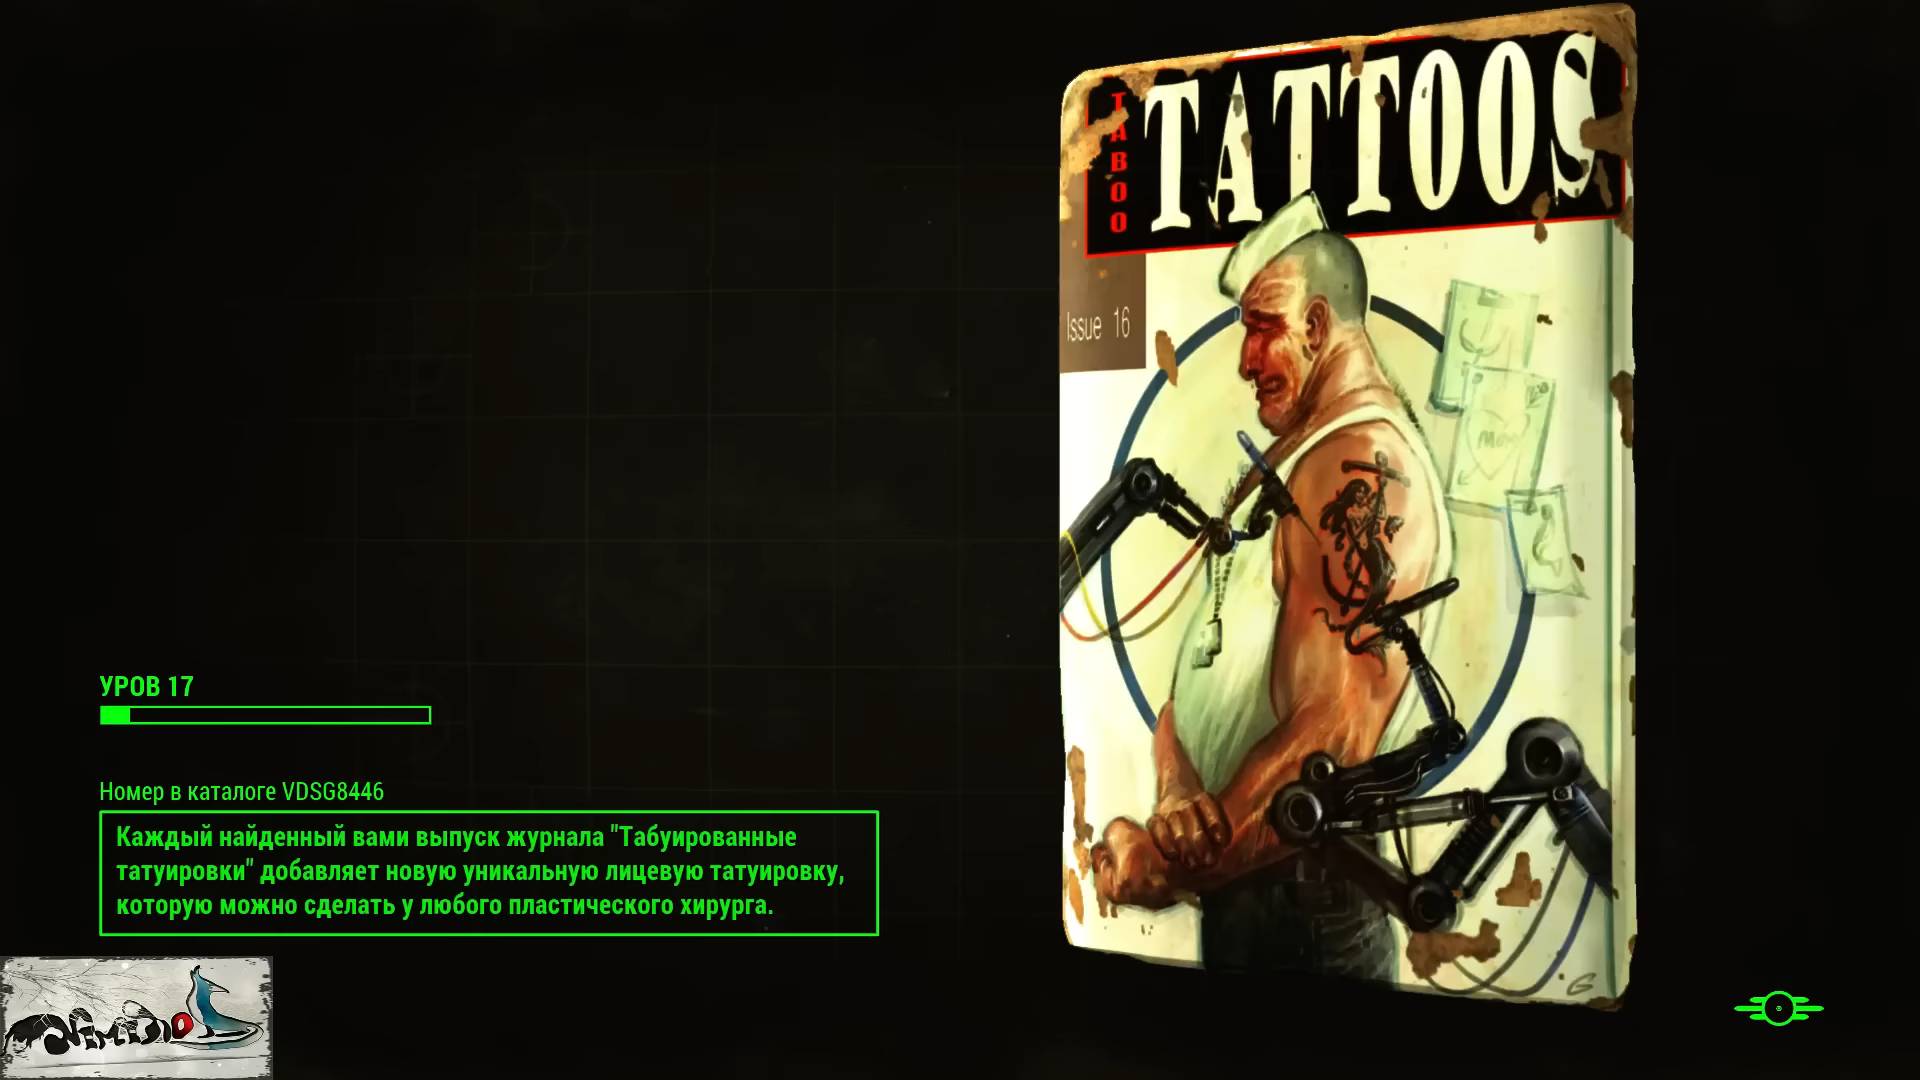 TABOO
TATTOOS
Issue 16
Mom
УРОВ 17
Номер в каталоге VDSG8446
Каждый найденный вами выпуск журнала "Табуированные
татуировки" добавляет новую уникальную лицевую татуировку,
которую можно сделать у любого пластического хирурга.